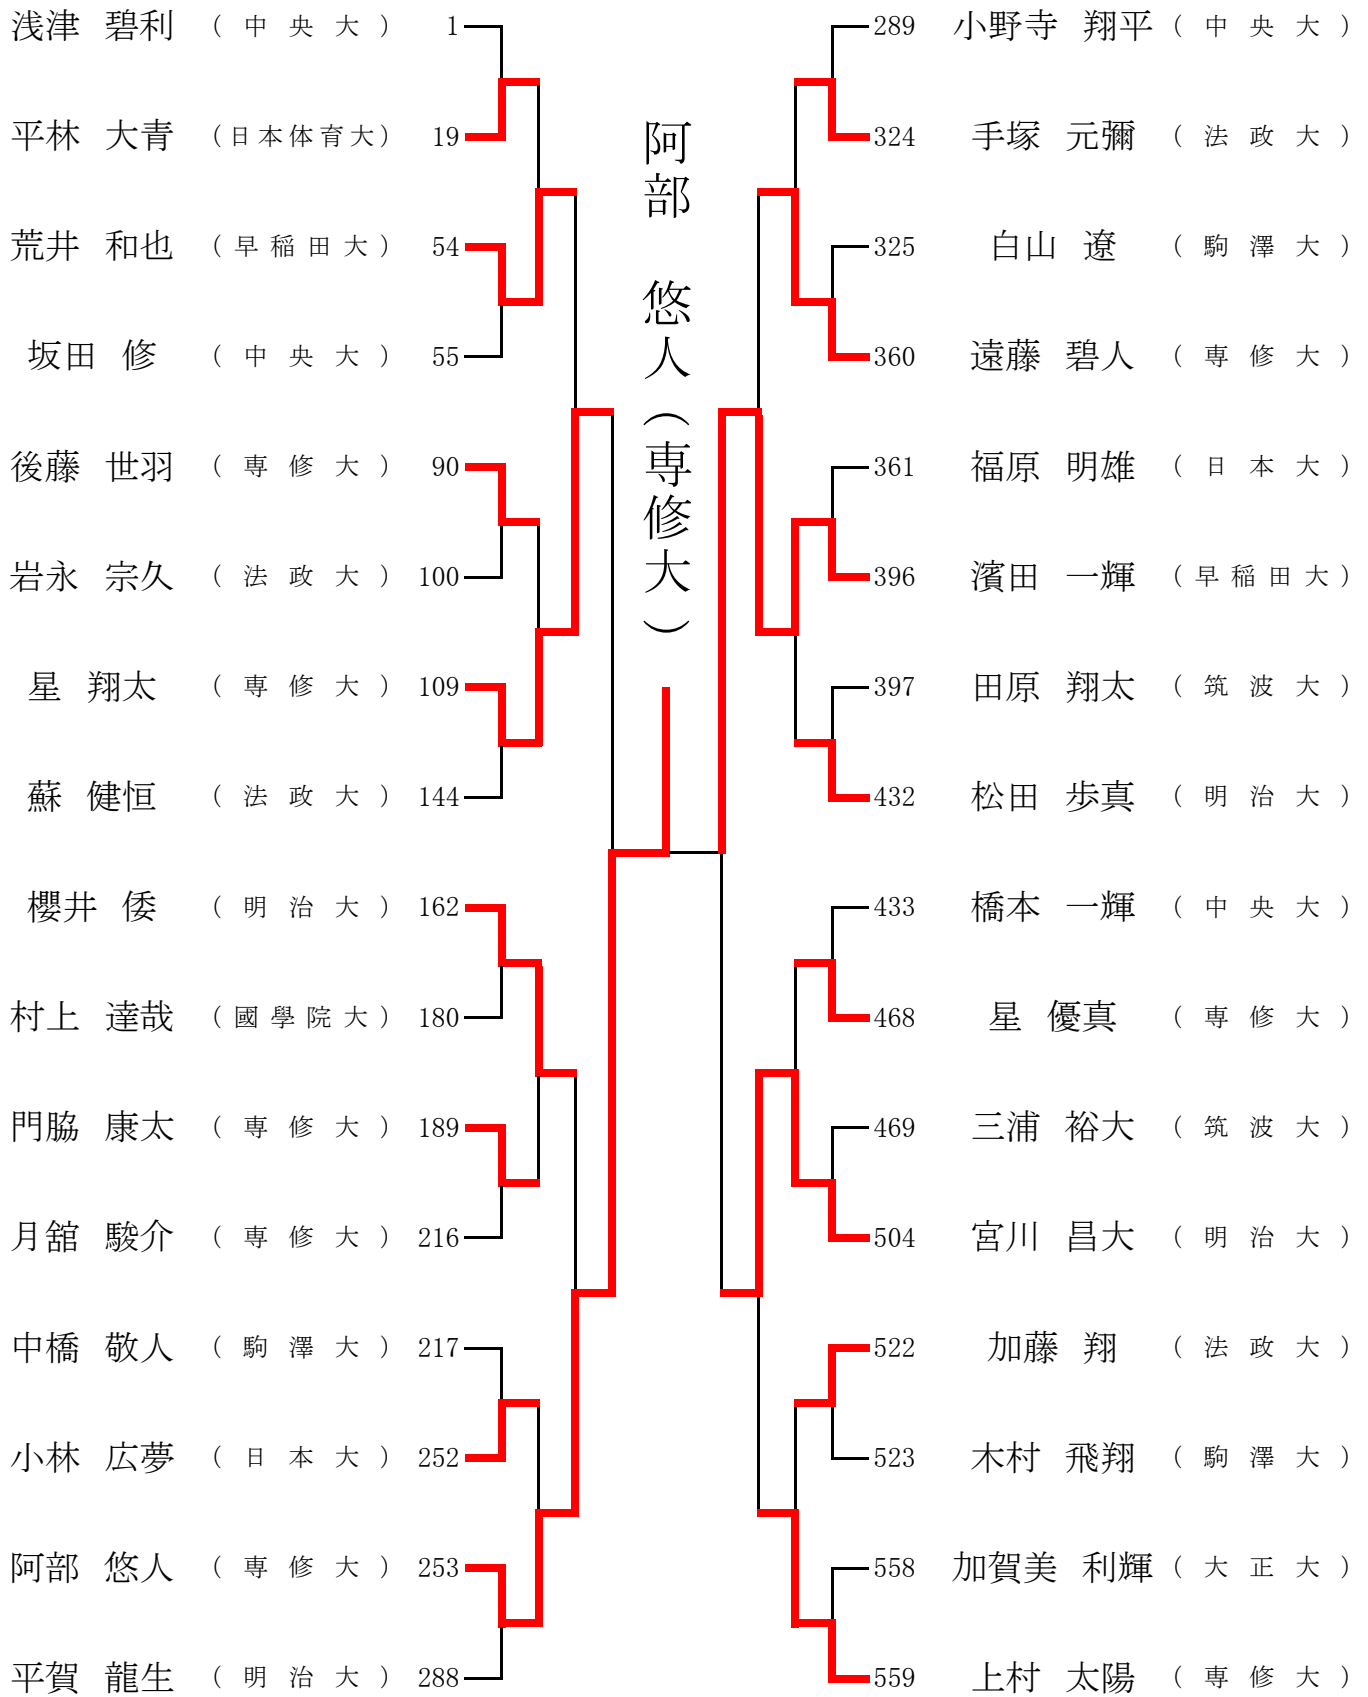 浅津 碧利 (中央大) 1
平林 大青 (日本体育大) 19
荒井 和也 (早稲田大) 54
坂田 修 (中央大) 55
後藤 世羽 (専修大) 90
岩永 宗久 (法政大) 100
星 翔太 (専修大) 109
蘇 健恒 (法政大) 144
櫻井 倭 (明治大) 162
村上 達哉 (國學院大) 180
門脇 康太 (専修大) 189
月舘 駿介 (専修大) 216
中橋 敬人 (駒澤大) 217
小林 広夢 (日本大) 252
阿部 悠人 (専修大) 253
平賀 龍生 (明治大) 288
阿部 悠人(専修大)
289 小野寺 翔平 (中央大)
324 手塚 元彌 (法政大)
325 白山 遼 (駒澤大)
360 遠藤 碧人 (専修大)
361 福原 明雄 (日本大)
396 濱田 一輝 (早稲田大)
397 田原 翔太 (筑波大)
432 松田 歩真 (明治大)
433 橋本 一輝 (中央大)
468 星 優真 (専修大)
469 三浦 裕大 (筑波大)
504 宮川 昌大 (明治大)
522 加藤 翔 (法政大)
523 木村 飛翔 (駒澤大)
558 加賀美 利輝 (大正大)
559 上村 太陽 (専修大)